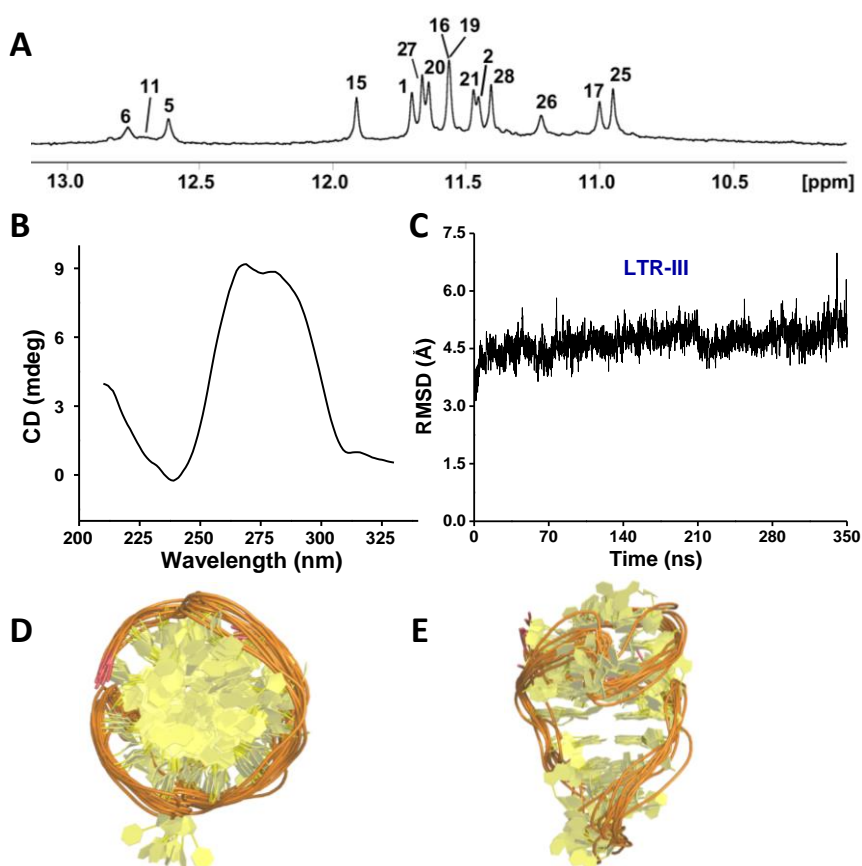 A
16 19
27 20 2
15 1 21 28 17 25
6 11 5 26
13.0 12.5 12.0 11.5 11.0 10.5 [ppm]
B
CD (mdeg)
9
6
3
0
200 225 250 275 300 325
Wavelength (nm)
C
LTR-III
RMSD (Å)
7.5
6.0
4.5
3.0
1.5
0.0
0 70 140 210 280 350
Time (ns)
D
E